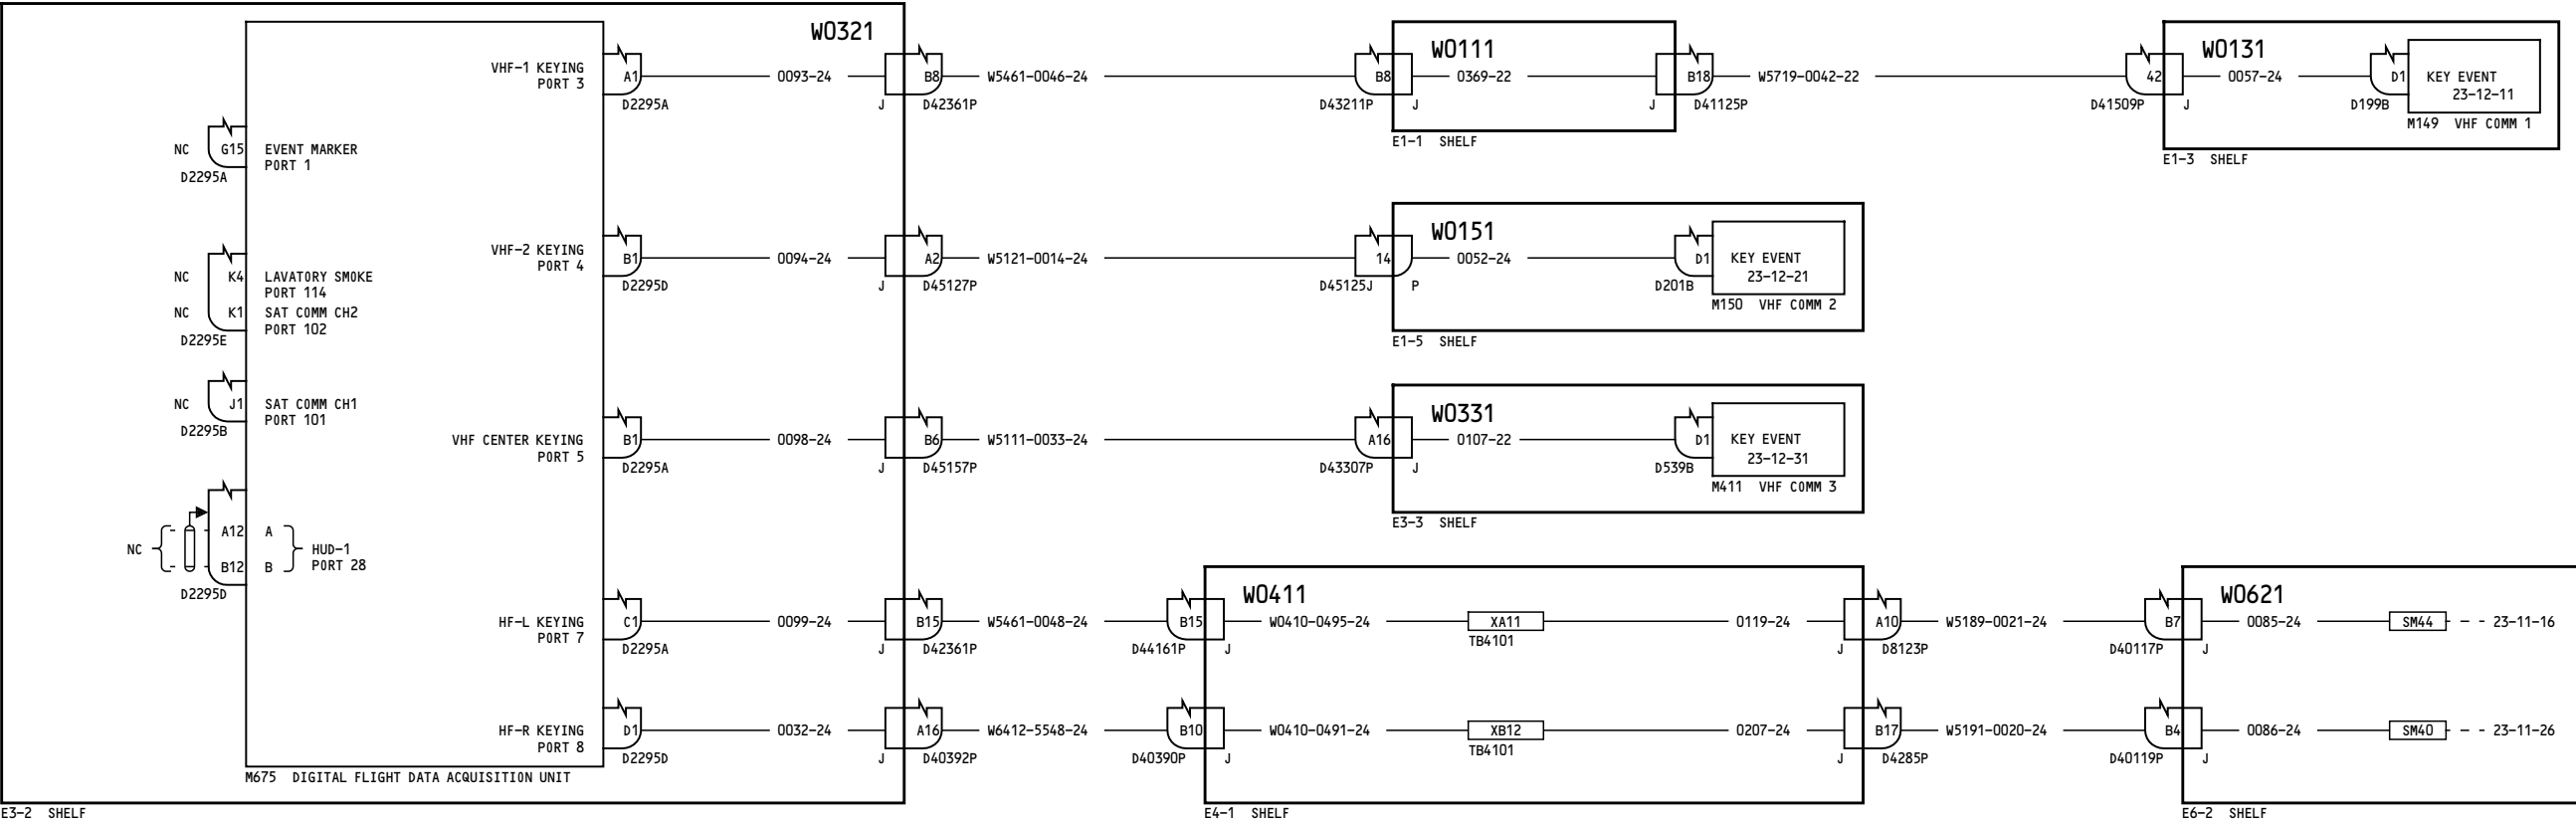 W0321
VHF-1 KEYING
PORT 3
A1
D2295A
0093-24
J
B8
D42361P
W5461-0046-24
B8
D43211P
J
W0111
0369-22
J
B18
D41125P
E1-1 SHELF
W5719-0042-22
42
D41509P
J
W0131
0057-24
D1
D199B
KEY EVENT
23-12-11
M149 VHF COMM 1
E1-3 SHELF
NC
G15
D2295A
EVENT MARKER
PORT 1
VHF-2 KEYING
PORT 4
B1
D2295D
0094-24
J
A2
D45127P
W5121-0014-24
14
D45125J
P
W0151
0052-24
D1
D201B
KEY EVENT
23-12-21
M150 VHF COMM 2
E1-5 SHELF
NC
K4
LAVATORY SMOKE
PORT 114
NC
K1
SAT COMM CH2
PORT 102
D2295E
NC
J1
SAT COMM CH1
PORT 101
D2295B
VHF CENTER KEYING
PORT 5
B1
D2295A
0098-24
J
B6
D45157P
W5111-0033-24
A16
D43307P
J
W0331
0107-22
D1
D539B
KEY EVENT
23-12-31
M411 VHF COMM 3
E3-3 SHELF
NC
A12
A
B12
B
HUD-1
PORT 28
D2295D
HF-L KEYING
PORT 7
C1
D2295A
0099-24
J
B15
D42361P
W5461-0048-24
B15
D44161P
J
W0411
W0410-0495-24
XA11
TB4101
0119-24
J
A10
D8123P
W5189-0021-24
B7
D40117P
J
W0621
0085-24
SM44
23-11-16
HF-R KEYING
PORT 8
D1
D2295D
0032-24
J
A16
D40392P
W6412-5548-24
B10
D40390P
J
W0410-0491-24
XB12
TB4101
0207-24
J
B17
D4285P
W5191-0020-24
B4
D40119P
J
0086-24
SM40
23-11-26
M675 DIGITAL FLIGHT DATA ACQUISITION UNIT
E3-2 SHELF
E4-1 SHELF
E6-2 SHELF